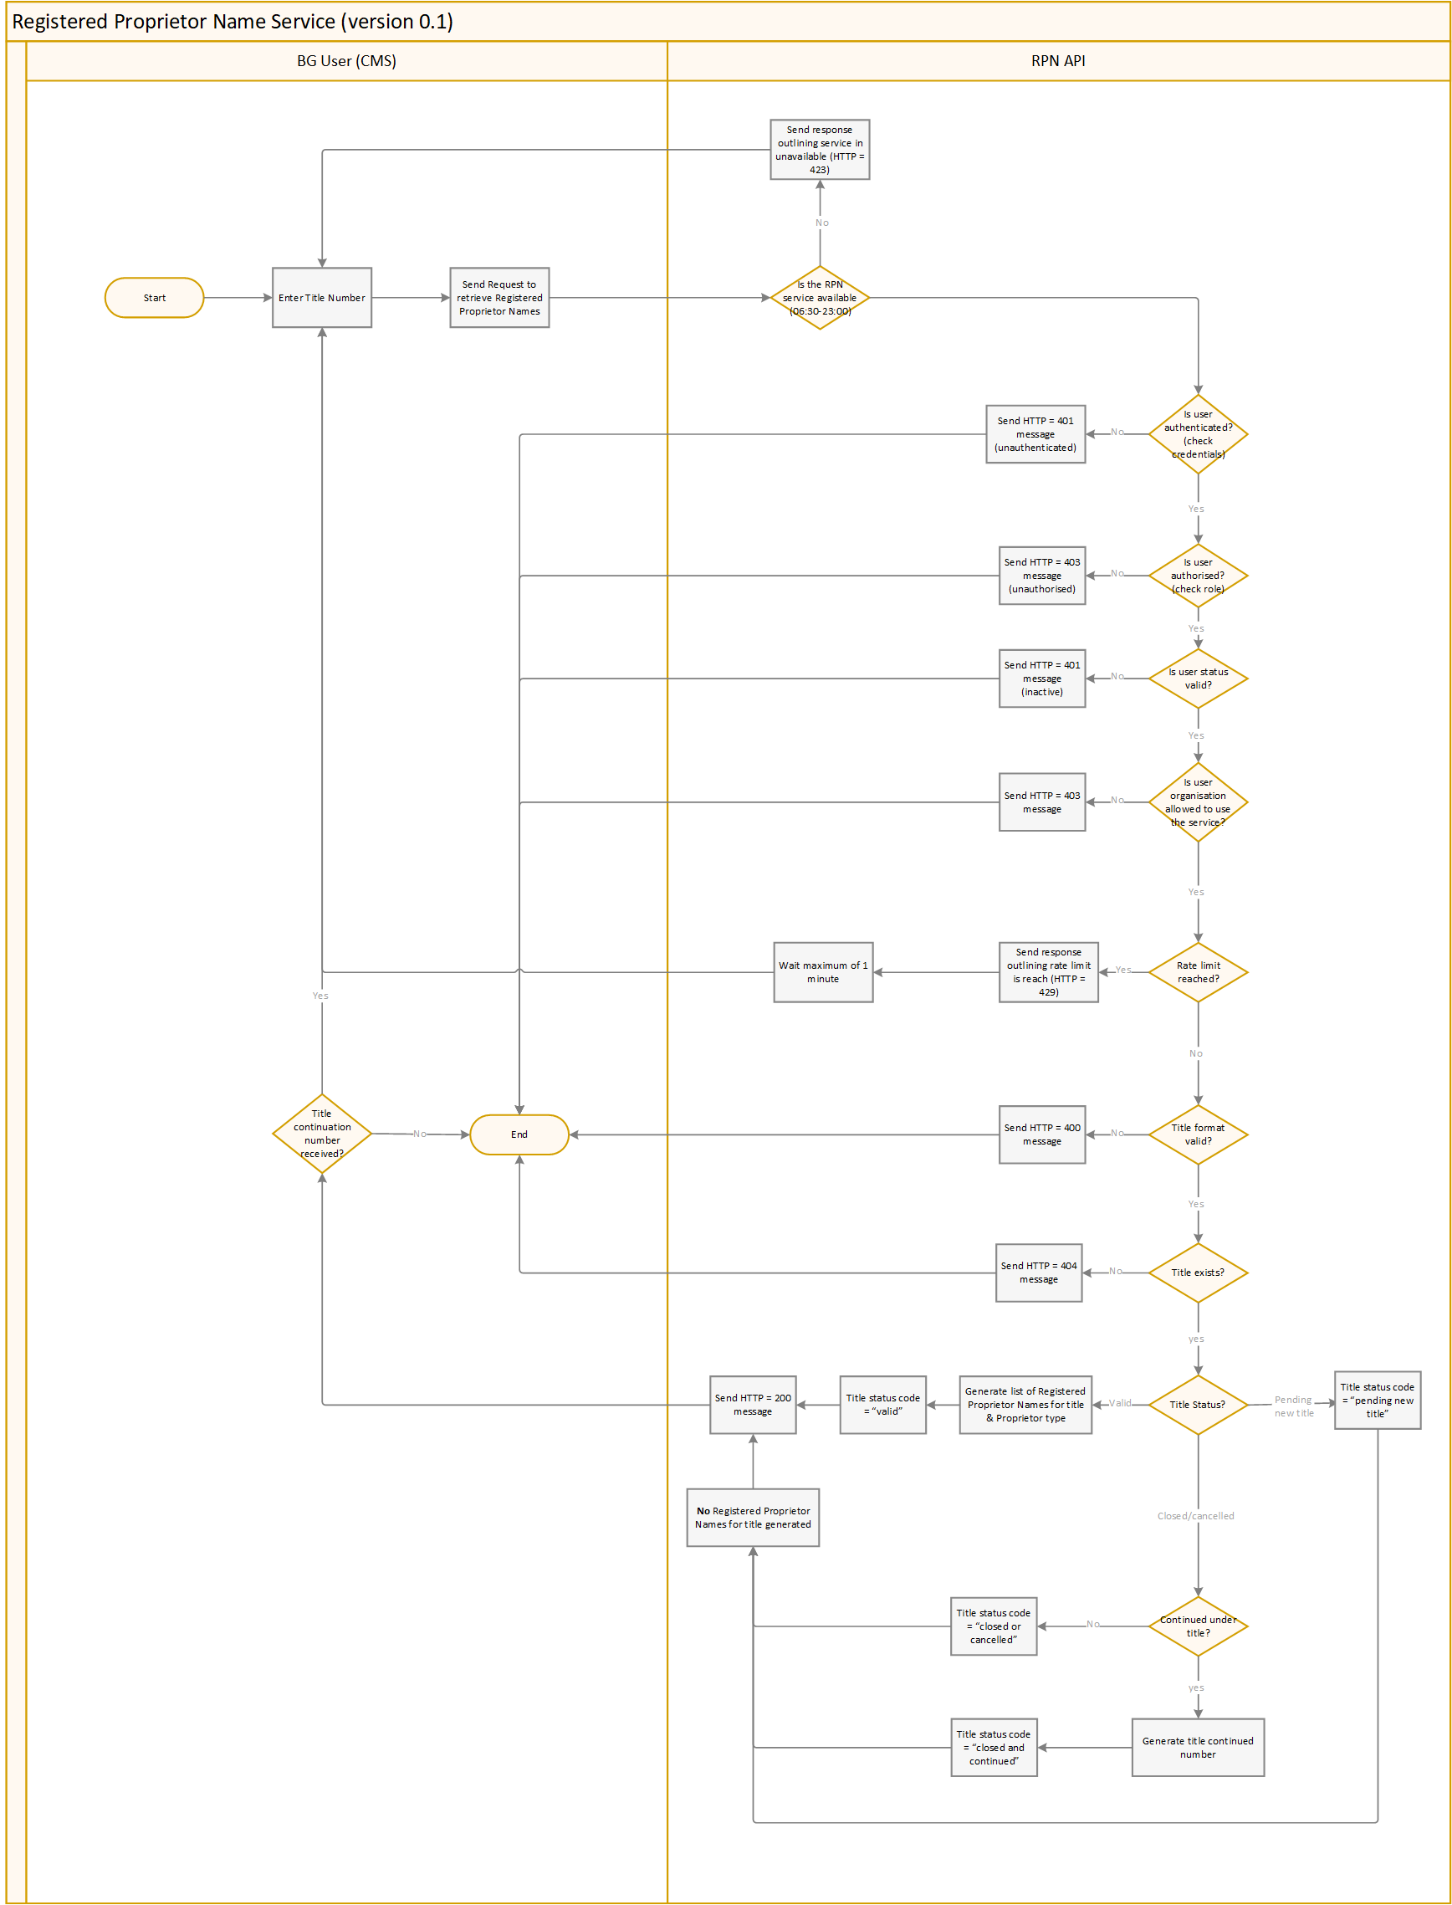 Registered Proprietor Name Service (version 0.1)
BG User (CMS)
RPN API
Send response
outlining service in
unavailable (HTTP =
423)
No
Start
Enter Title Number
Send Request to
retrieve Registered
Proprietor Names
Is the RPN
service available
(06:30-23:00)
Is user
authenticated?
(check
credentials)
No
Send HTTP = 401
message
(unauthenticated)
Yes
Is user
authorised?
(check role)
No
Send HTTP = 403
message
(unauthorised)
Yes
Is user status
valid?
No
Send HTTP = 401
message
(inactive)
Yes
Is user
organisation
allowed to use
the service?
No
Send HTTP = 403
message
Yes
Rate limit
reached?
Yes
Send response
outlining rate limit
is reach (HTTP =
429)
Wait maximum of 1
minute
Yes
No
Title
continuation
number
received?
No
End
Send HTTP = 400
message
No
Title format
valid?
Yes
Send HTTP = 404
message
No
Title exists?
yes
Send HTTP = 200
message
Title status code
= “valid”
Generate list of Registered
Proprietor Names for title
& Proprietor type
Valid
Title Status?
Pending
new title
Title status code
= “pending new
title”
No Registered Proprietor
Names for title generated
Closed/cancelled
Title status code
= “closed or
cancelled”
No
Continued under
title?
yes
Title status code
= “closed and
continued”
Generate title continued
number